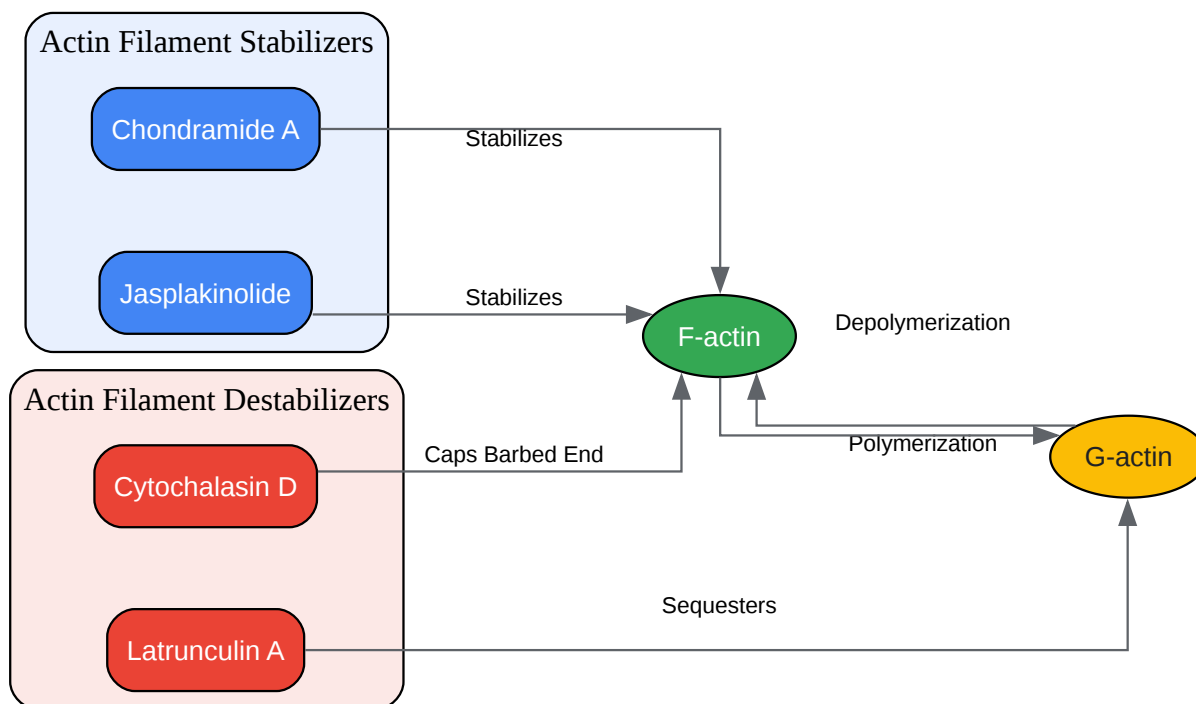 Actin Filament Stabilizers
Chondramide A
Stabilizes
Jasplakinolide
Stabilizes
F-actin
Depolymerization
Actin Filament Destabilizers
Cytochalasin D
Caps Barbed End
Polymerization
G-actin
Sequesters
Latrunculin A